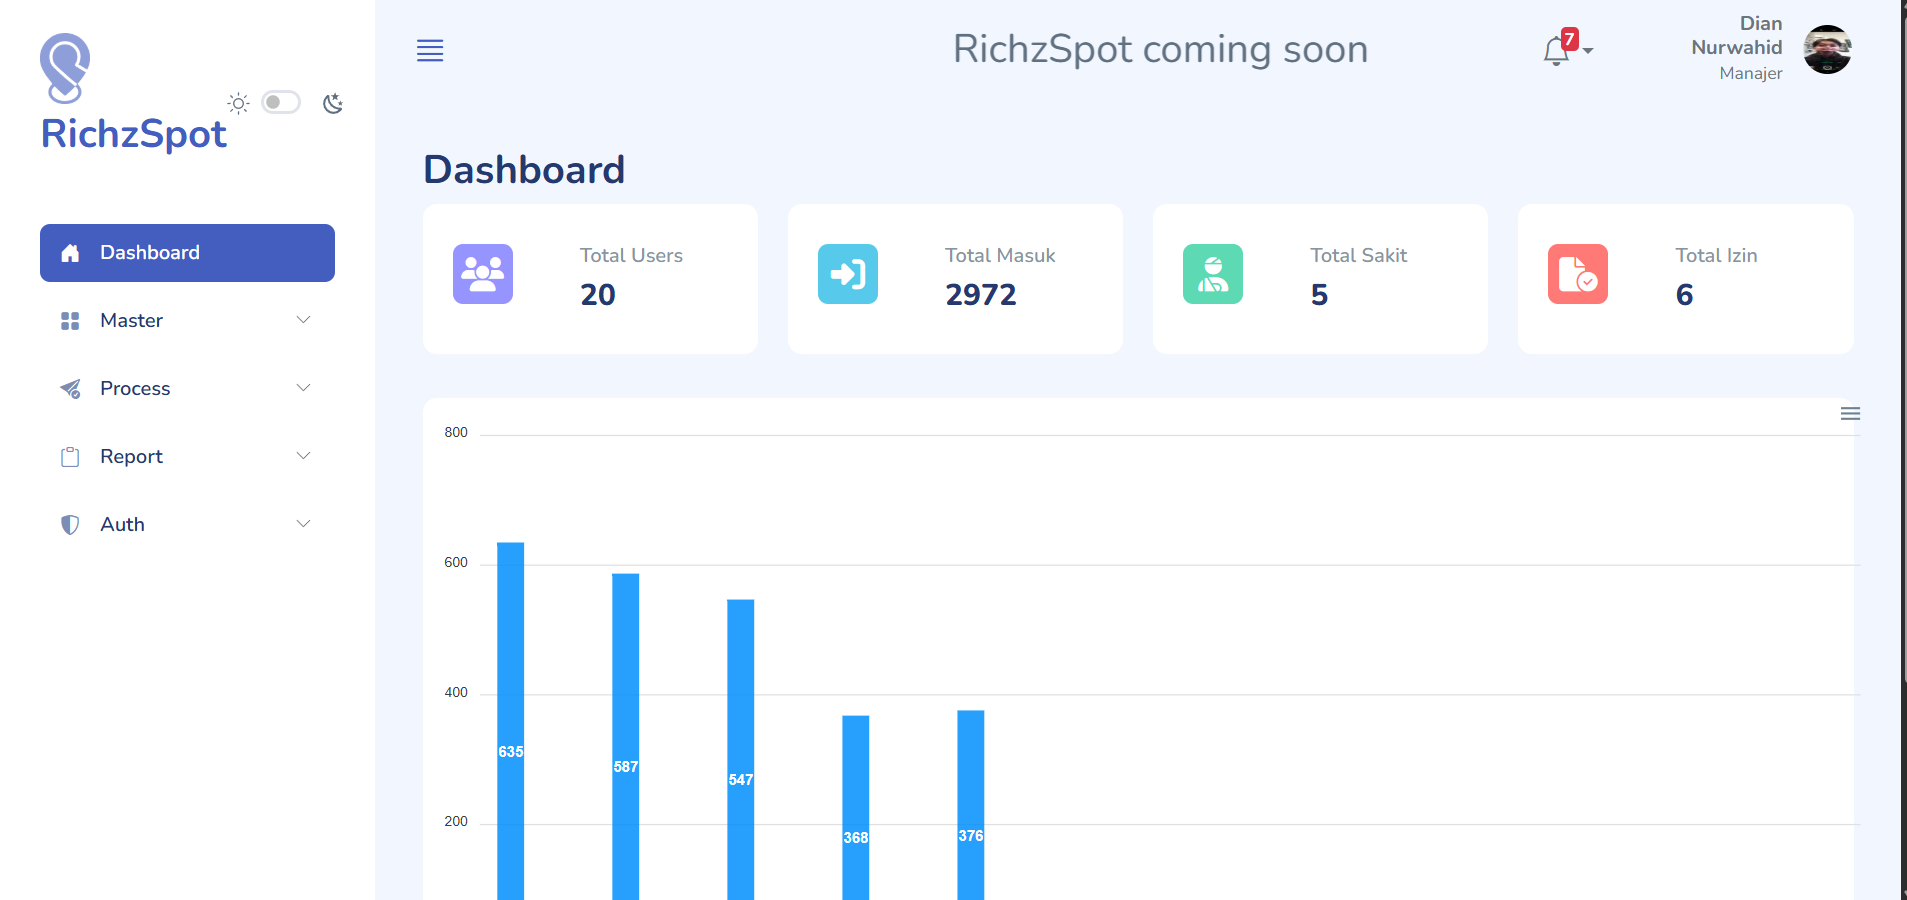 RichzSpot
Dashboard
Master
Process
Report
Auth
RichzSpot coming soon
7
Dian
Nurwahid
Manajer
Dashboard
Total Users
20
Total Masuk
2972
Total Sakit
5
Total Izin
6
800
600
400
200
635
587
547
368
376